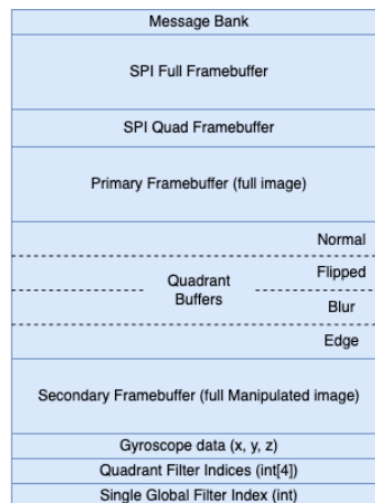 Message Bank
SPI Full Framebuffer
SPI Quad Framebuffer
Primary Framebuffer (full image)
Normal
Flipped
Quadrant
Buffers
Blur
Edge
Secondary Framebuffer (full Manipulated image)
Gyroscope data (x, y, z)
Quadrant Filter Indices (int[4])
Single Global Filter Index (int)